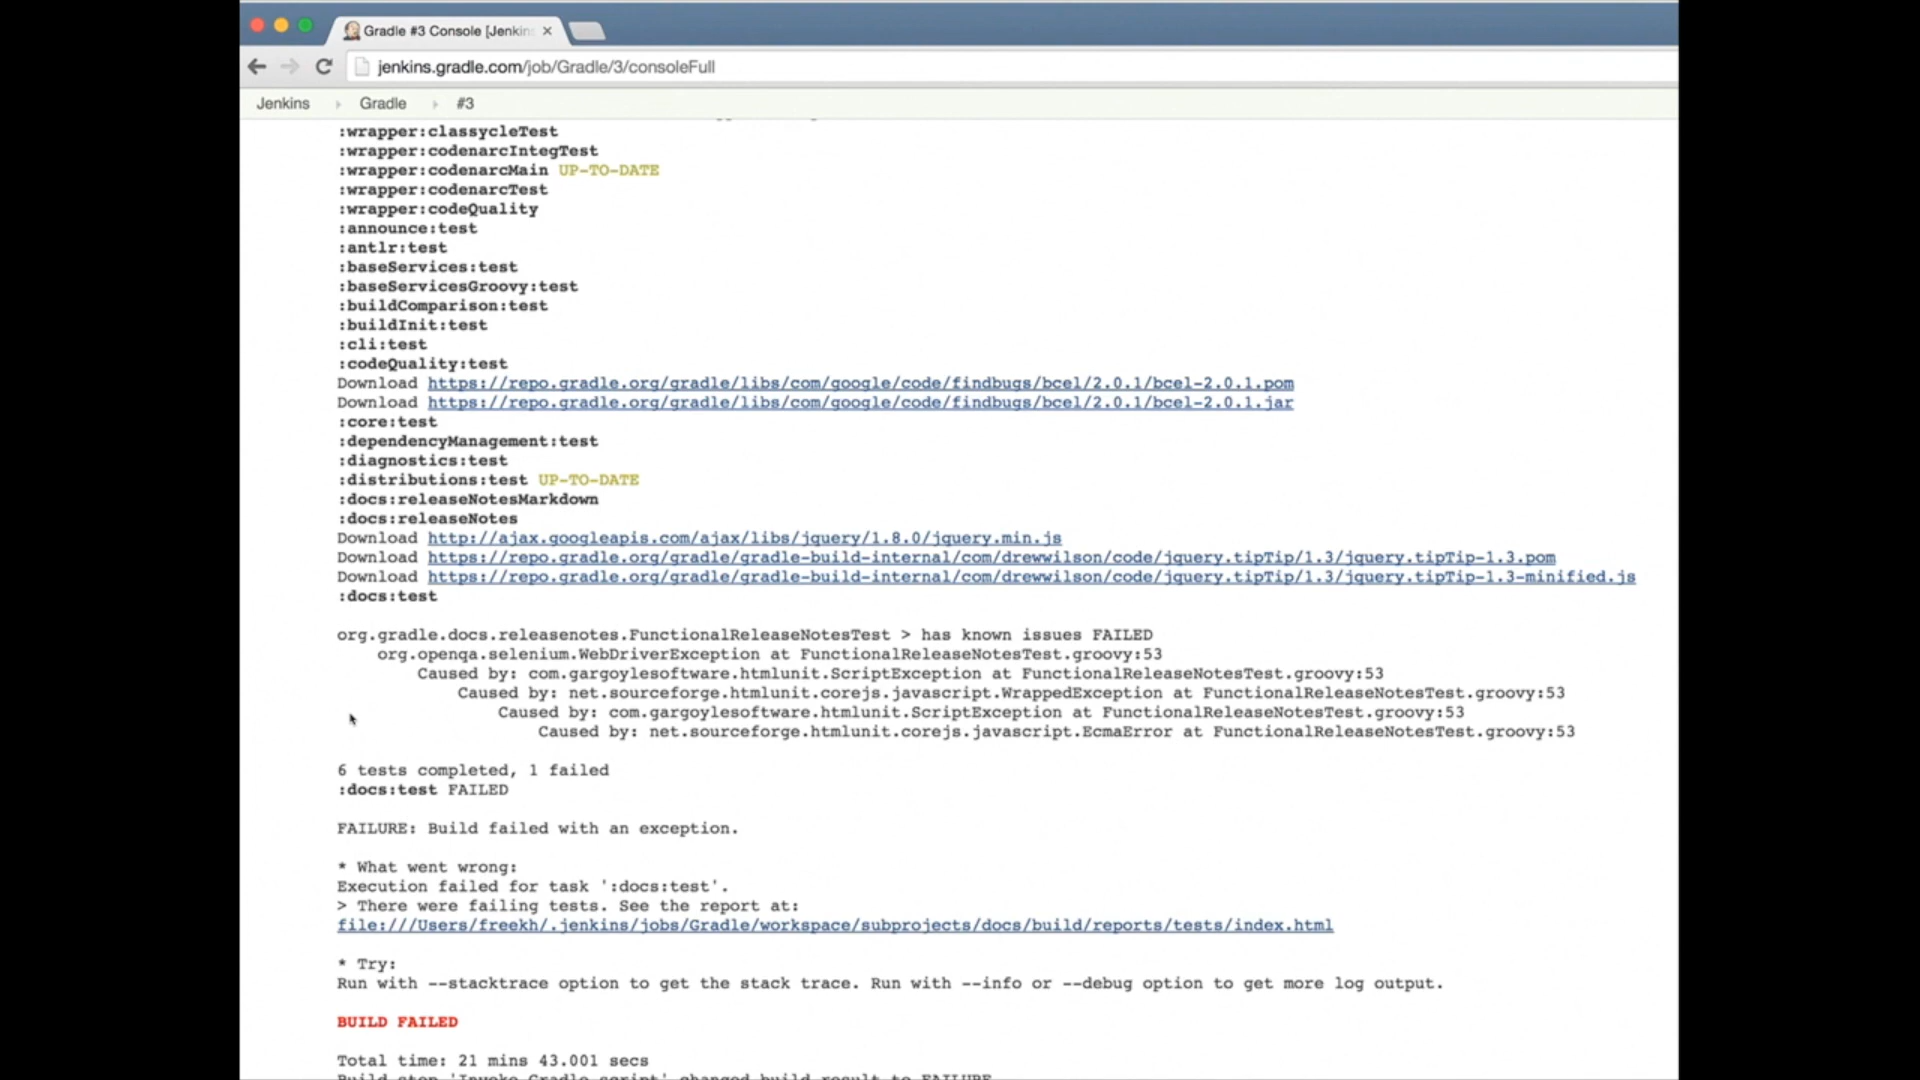 Gradle #3 Console [Jenkin
jenkins.gradle.com/job/Gradle/3/consoleFull
Jenkins Gradle #3
:wrapper:classycleTest
:wrapper:codenarcIntegTest
:wrapper:codenarcMain UP-TO-DATE
:wrapper:codenarcTest
:wrapper:codeQuality
:announce:test
:antlr:test
:baseServices:test
:baseServicesGroovy:test
:buildComparison:test
:buildInit:test
:cli:test
:codeQuality:test
Download https://repo.gradle.org/gradle/libs/com/google/code/findbugs/bcel/2.0.1/bcel-2.0.1.pom
Download https://repo.gradle.org/gradle/libs/com/google/code/findbugs/bcel/2.0.1/bcel-2.0.1.jar
:core:test
:dependencyManagement:test
:diagnostics:test
:distributions:test UP-TO-DATE
:docs:releaseNotesMarkdown
:docs:releaseNotes
Download http://ajax.googleapis.com/ajax/libs/jquery/1.8.0/jquery.min.js
Download https://repo.gradle.org/gradle/gradle-build-internal/com/drewwilson/code/jquery.tipTip/1.3/jquery.tipTip-1.3.pom
Download https://repo.gradle.org/gradle/gradle-build-internal/com/drewwilson/code/jquery.tipTip/1.3/jquery.tipTip-1.3-minified.js
:docs:test
org.gradle.docs.releasenotes.FunctionalReleaseNotesTest > has known issues FAILED
org.openqa.selenium.WebDriverException at FunctionalReleaseNotesTest.groovy:53
Caused by: com.gargoylesoftware.htmlunit.ScriptException at FunctionalReleaseNotesTest.groovy:53
Caused by: net.sourceforge.htmlunit.corejs.javascript.WrappedException at FunctionalReleaseNotesTest.groovy:53
Caused by: com.gargoylesoftware.htmlunit.ScriptException at FunctionalReleaseNotesTest.groovy:53
Caused by: net.sourceforge.htmlunit.corejs.javascript.EcmaError at FunctionalReleaseNotesTest.groovy:53
6 tests completed, 1 failed
:docs:test FAILED
FAILURE: Build failed with an exception.
* What went wrong:
Execution failed for task ':docs:test'.
> There were failing tests. See the report at:
file:///Users/freekh/.jenkins/jobs/Gradle/workspace/subprojects/docs/build/reports/tests/index.html
* Try:
Run with --stacktrace option to get the stack trace. Run with --info or --debug option to get more log output.
BUILD FAILED
Total time: 21 mins 43.001 secs
Build step 'Invoke Gradle script' changed build result to FAILURE